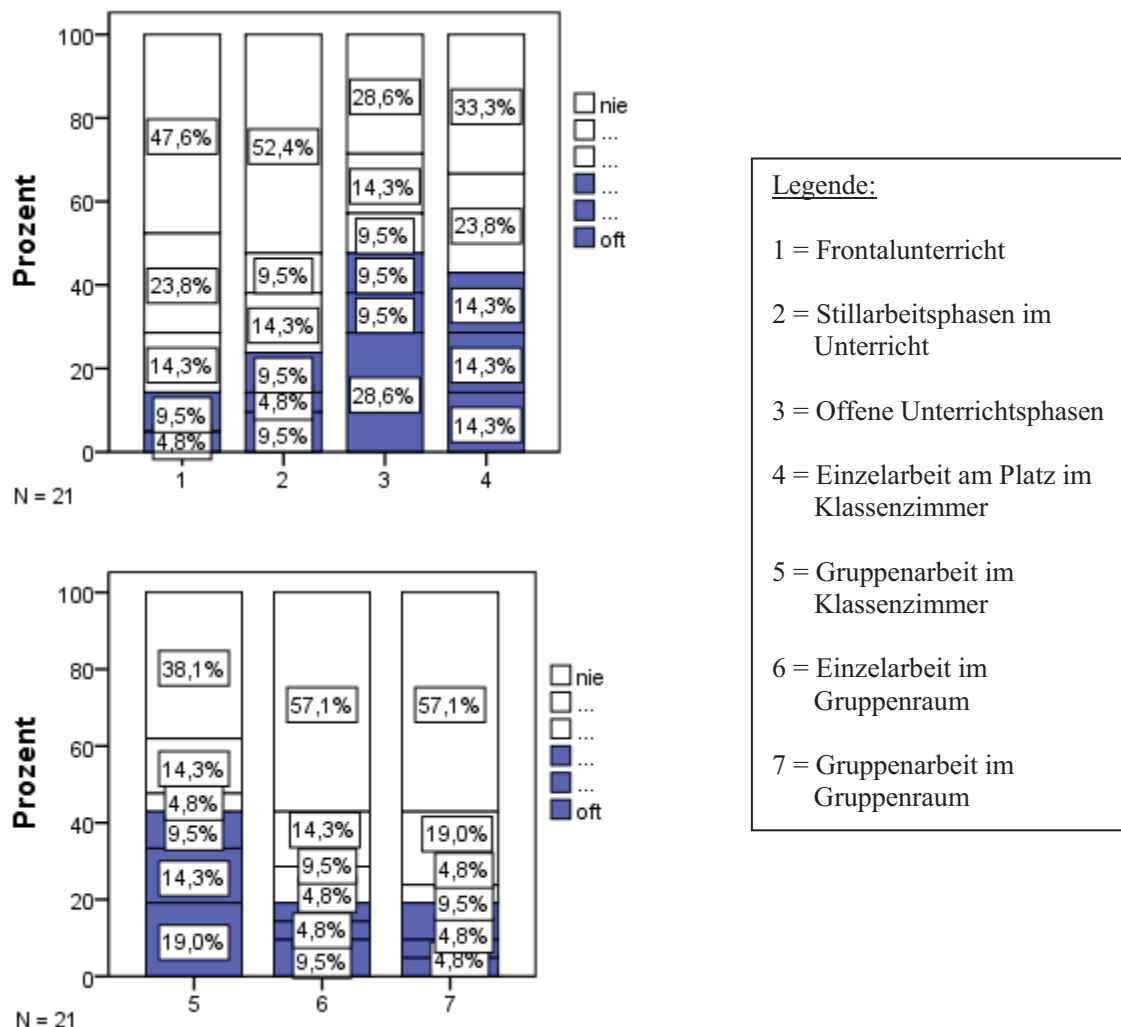 100
80
60
40
20
0
Prozent
47,6%
23,8%
14,3%
9,5%
4,8%
52,4%
9,5%
14,3%
9,5%
4,8%
9,5%
28,6%
14,3%
9,5%
9,5%
9,5%
28,6%
33,3%
23,8%
14,3%
14,3%
14,3%
1 2 3 4
N = 21
nie
...
...
...
...
oft
100
80
60
40
20
0
Prozent
38,1%
14,3%
4,8%
9,5%
14,3%
19,0%
57,1%
14,3%
9,5%
4,8%
4,8%
9,5%
57,1%
19,0%
4,8%
9,5%
4,8%
4,8%
5 6 7
N = 21
nie
...
...
...
...
oft
Legende:
1 = Frontalunterricht
2 = Stillarbeitsphasen im
Unterricht
3 = Offene Unterrichtsphasen
4 = Einzelarbeit am Platz im
Klassenzimmer
5 = Gruppenarbeit im
Klassenzimmer
6 = Einzelarbeit im
Gruppenraum
7 = Gruppenarbeit im
Gruppenraum